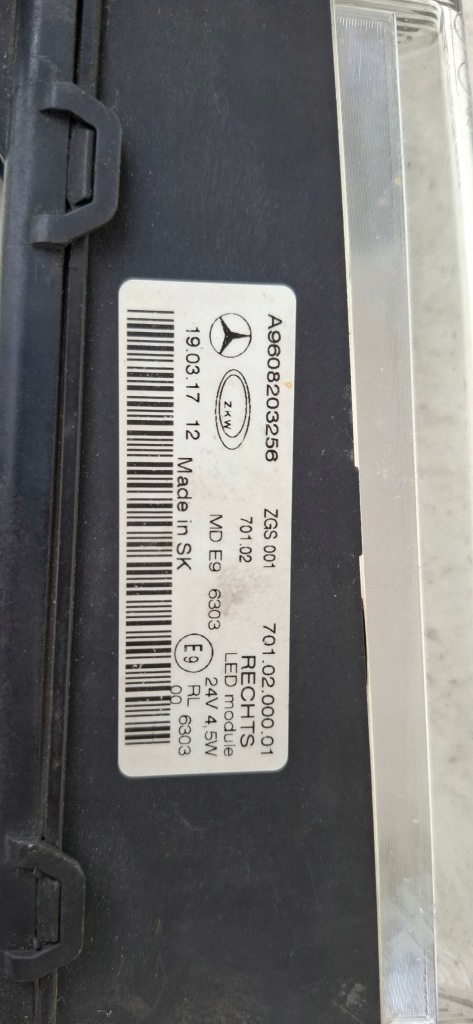 A9608203256 ZGS 001 701.02.000.01
ZKW 701.02 RECHTS
LED module
MD E9 6303 24V 4,5W
19.03.17 12 Made in SK E9 RL 6303
00